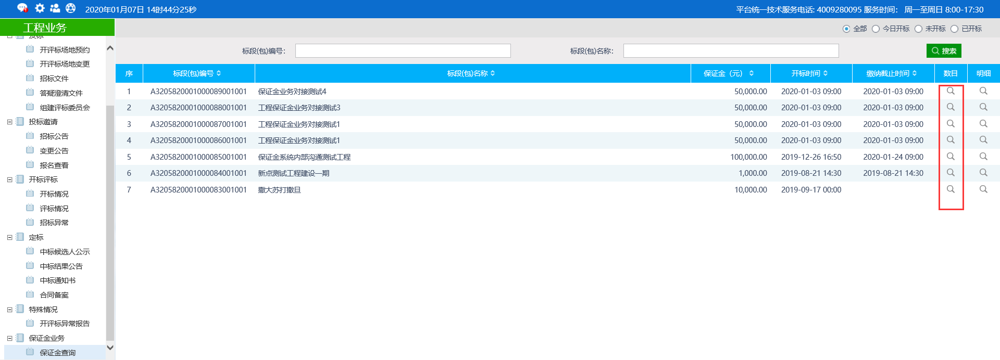 2020年01月07日 14时44分25秒
平台统一技术服务电话: 4009280095 服务时间： 周一至周日 8:00-17:30
工程业务
全部 今日开标 未开标 已开标
开评标场地预约
开评标场地变更
招标文件
答疑澄清文件
组建评标委员会
投标邀请
招标公告
变更公告
报名查看
开标评标
开标情况
评标情况
招标异常
定标
中标候选人公示
中标结果公告
中标通知书
合同备案
特殊情况
开评标异常报告
保证金业务
保证金查询
标段(包)编号： 标段(包)名称： 搜索
序 标段(包)编号 标段(包)名称 保证金（元） 开标时间 缴纳截止时间 数目 明细
1 A3205820001000089001001 保证金业务对接测试4 50,000.00 2020-01-03 09:00 2020-01-03 09:00
2 A3205820001000088001001 工程保证金业务对接测试3 50,000.00 2020-01-03 09:00 2020-01-03 09:00
3 A3205820001000087001001 工程保证金业务对接测试1 50,000.00 2020-01-03 09:00 2020-01-03 09:00
4 A3205820001000086001001 工程保证金业务对接测试1 50,000.00 2020-01-03 09:00 2020-01-03 09:00
5 A3205820001000085001001 保证金系统内部沟通测试工程 100,000.00 2019-12-26 16:50 2020-01-24 09:00
6 A3205820001000084001001 新点测试工程建设一期 1,000.00 2019-08-21 14:30 2019-08-21 14:30
7 A3205820001000083001001 撒大苏打撒旦 10,000.00 2019-09-17 00:00